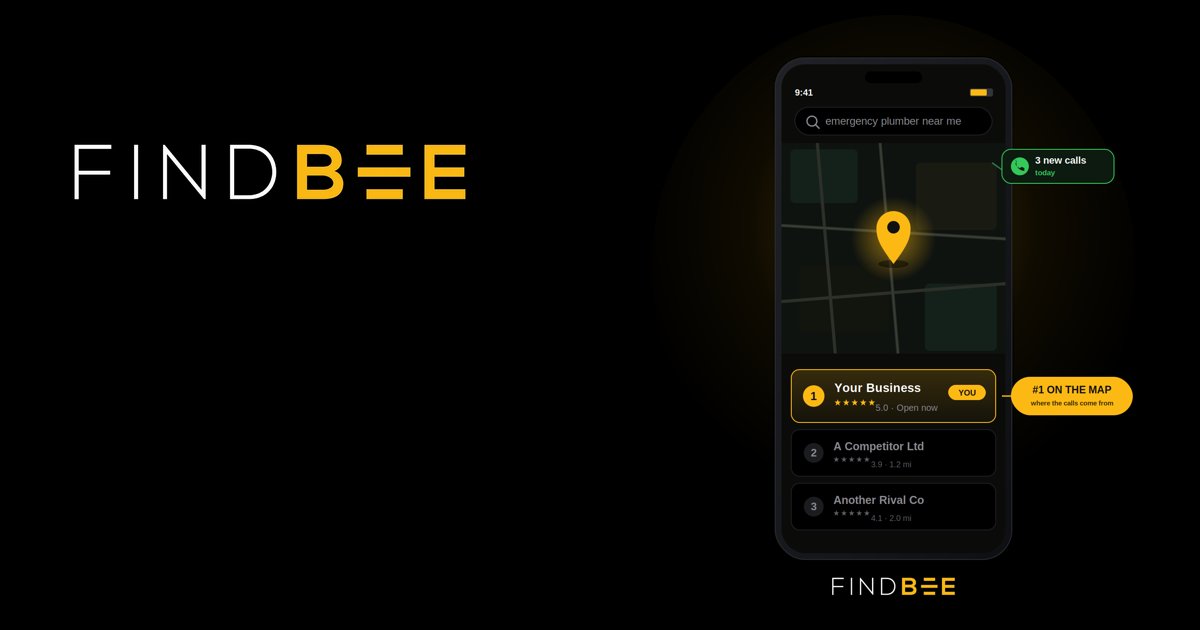 FINDBEE
9:41
emergency plumber near me
3 new calls
today
1
Your Business
★★★★★ 5.0 · Open now
YOU
#1 ON THE MAP
where the calls come from
2
A Competitor Ltd
★★★★★ 3.9 · 1.2 mi
3
Another Rival Co
★★★★★ 4.1 · 2.0 mi
FINDBEE